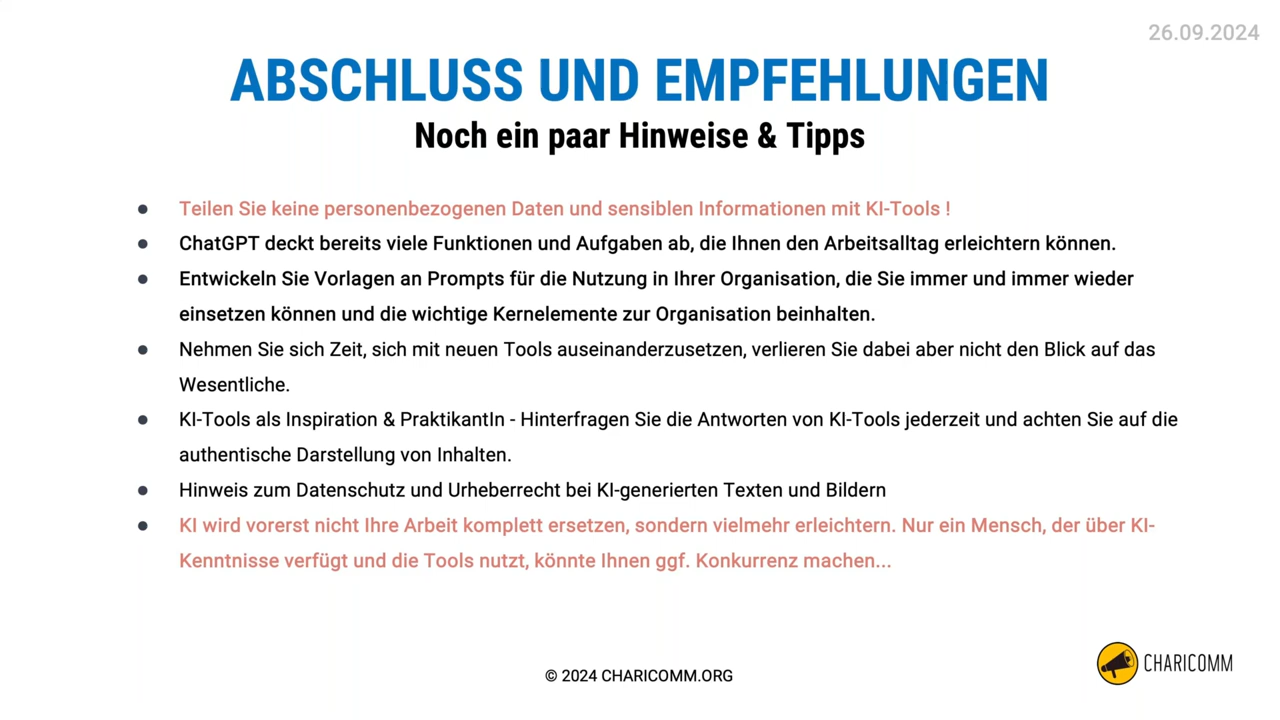 26.09.2024
ABSCHLUSS UND EMPFEHLUNGEN
Noch ein paar Hinweise & Tipps
● Teilen Sie keine personenbezogenen Daten und sensiblen Informationen mit KI-Tools !
● ChatGPT deckt bereits viele Funktionen und Aufgaben ab, die Ihnen den Arbeitsalltag erleichtern können.
● Entwickeln Sie Vorlagen an Prompts für die Nutzung in Ihrer Organisation, die Sie immer und immer wieder
einsetzen können und die wichtige Kernelemente zur Organisation beinhalten.
● Nehmen Sie sich Zeit, sich mit neuen Tools auseinanderzusetzen, verlieren Sie dabei aber nicht den Blick auf das
Wesentliche.
● KI-Tools als Inspiration & PraktikantIn - Hinterfragen Sie die Antworten von KI-Tools jederzeit und achten Sie auf die
authentische Darstellung von Inhalten.
● Hinweis zum Datenschutz und Urheberrecht bei KI-generierten Texten und Bildern
● KI wird vorerst nicht Ihre Arbeit komplett ersetzen, sondern vielmehr erleichtern. Nur ein Mensch, der über KI-
Kenntnisse verfügt und die Tools nutzt, könnte Ihnen ggf. Konkurrenz machen...
CHARICOMM
© 2024 CHARICOMM.ORG